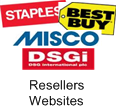 STAPLES
BEST
BUY
MISCO
DSGi
DSG international plc
Resellers
Websites